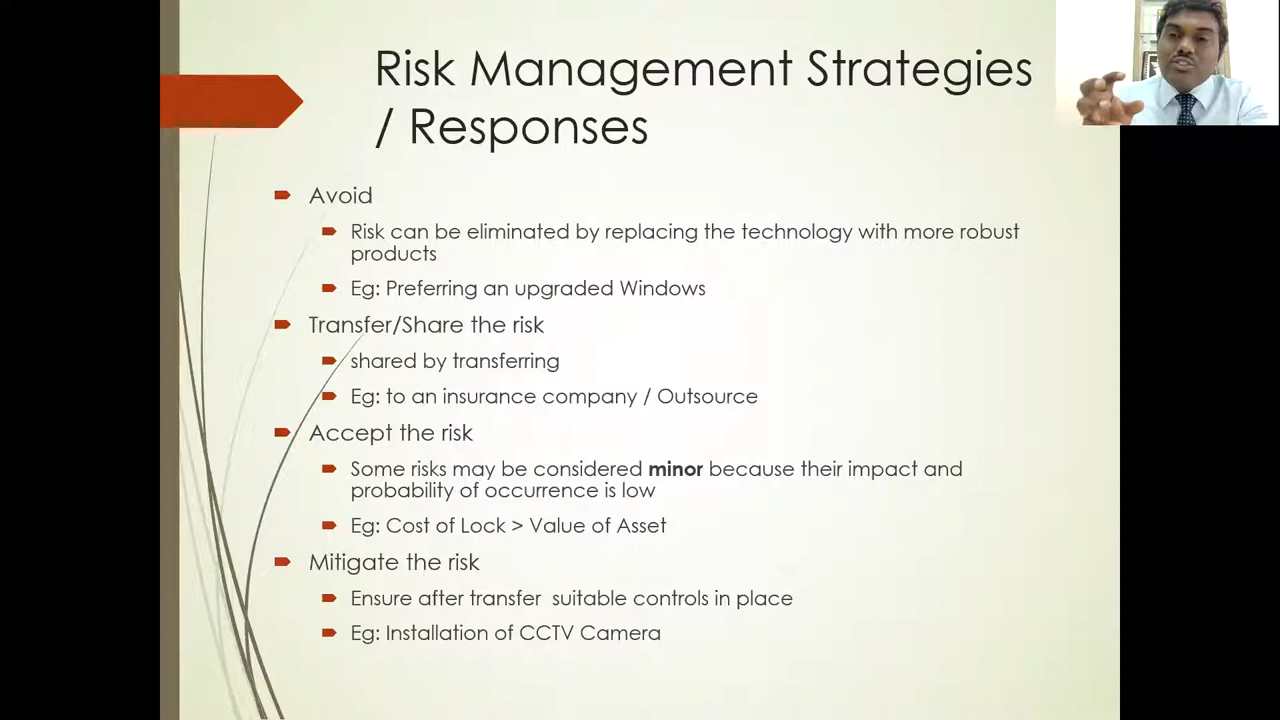 Risk Management Strategies
/ Responses
Avoid
Risk can be eliminated by replacing the technology with more robust
products
Eg: Preferring an upgraded Windows
Transfer/Share the risk
shared by transferring
Eg: to an insurance company / Outsource
Accept the risk
Some risks may be considered minor because their impact and
probability of occurrence is low
Eg: Cost of Lock > Value of Asset
Mitigate the risk
Ensure after transfer suitable controls in place
Eg: Installation of CCTV Camera